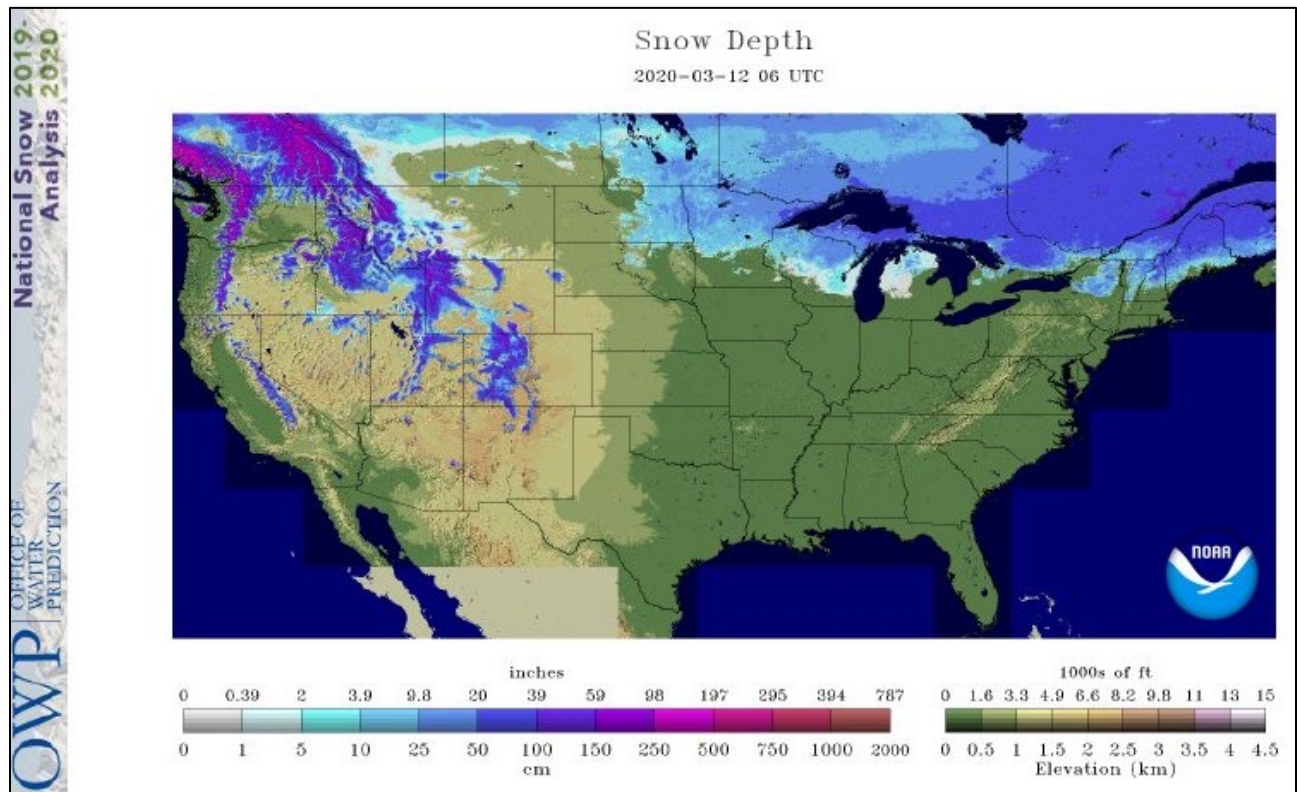 National Snow 2019-
Analysis 2020
OWP
OFFICE OF
WATER
PREDICTION
Snow Depth
2020-03-12 06 UTC
NOAA
inches
0 0.39 2 3.9 9.8 20 39 59 98 197 295 394 787
0 1 5 10 25 50 100 150 250 500 750 1000 2000
cm
1000s of ft
0 1.6 3.3 4.9 6.6 8.2 9.8 11 13 15
0 0.5 1 1.5 2 2.5 3 3.5 4 4.5
Elevation (km)